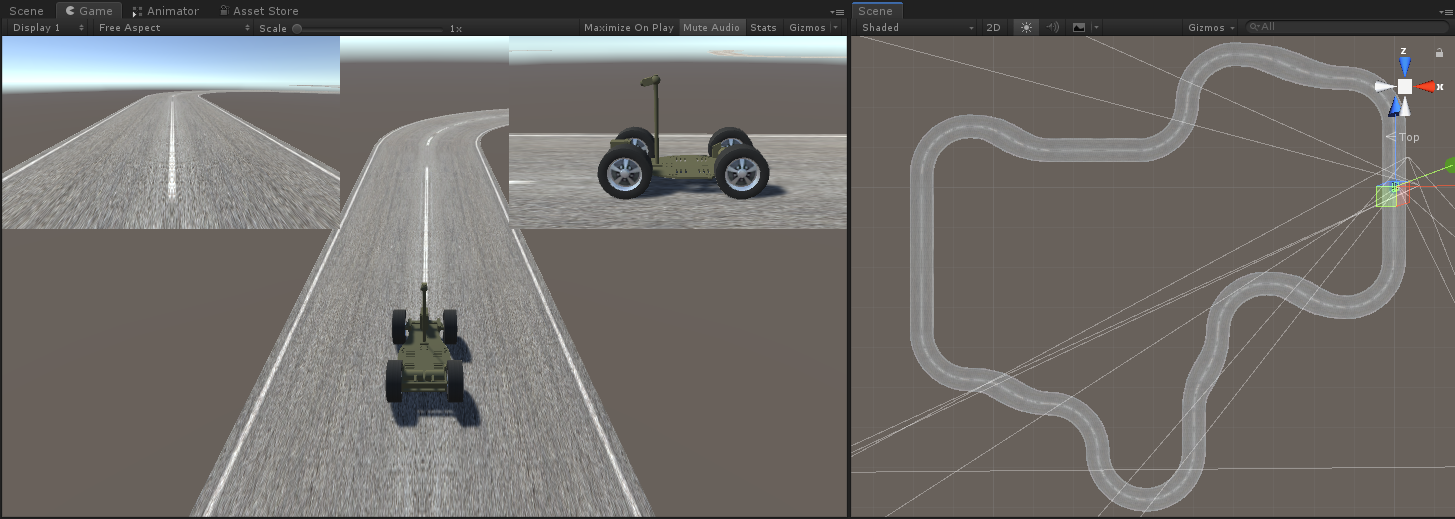 Scene Game Animator Asset Store
Display 1 Free Aspect Scale 1x Maximize On Play Mute Audio Stats Gizmos
Scene
Shaded 2D Gizmos All
z
x
Top